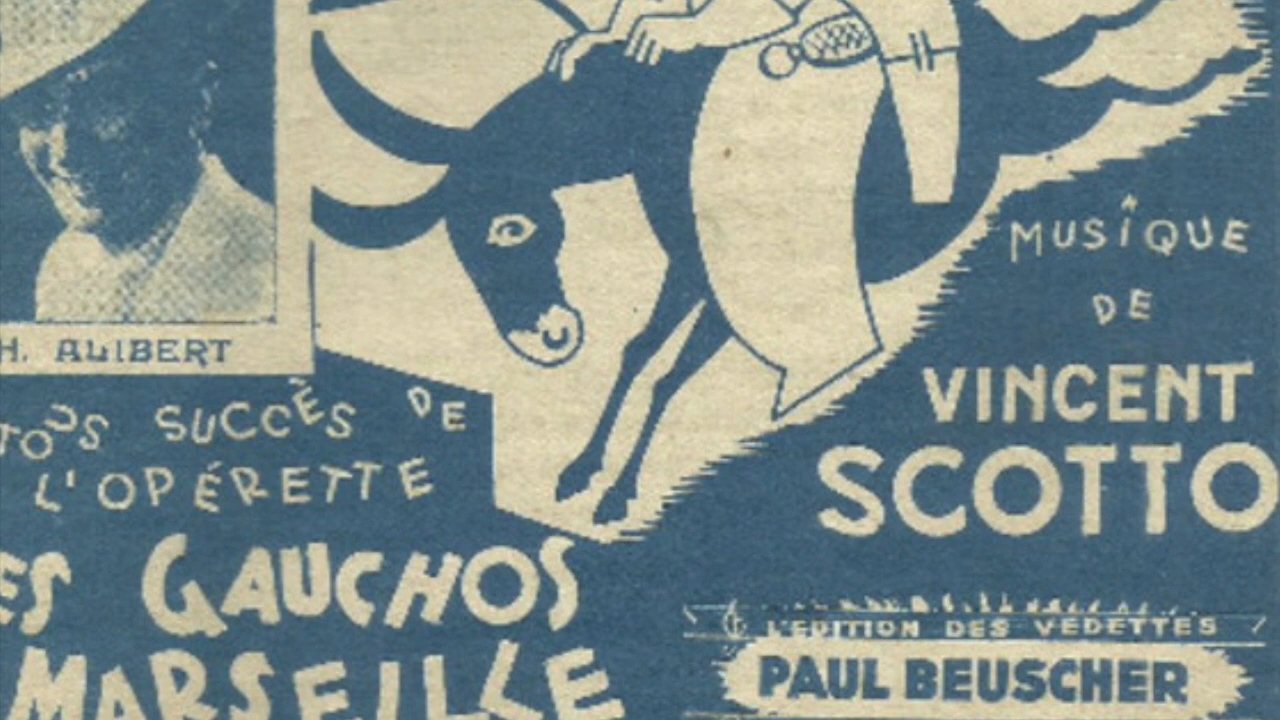 H. ALIBERT
TOUS SUCCÈS DE
L'OPÉRETTE
ES GAUCHOS
MARSEILLE
MUSIQUE
DE
VINCENT
SCOTTO
L'EDITION DES VEDETTES
PAUL BEUSCHER